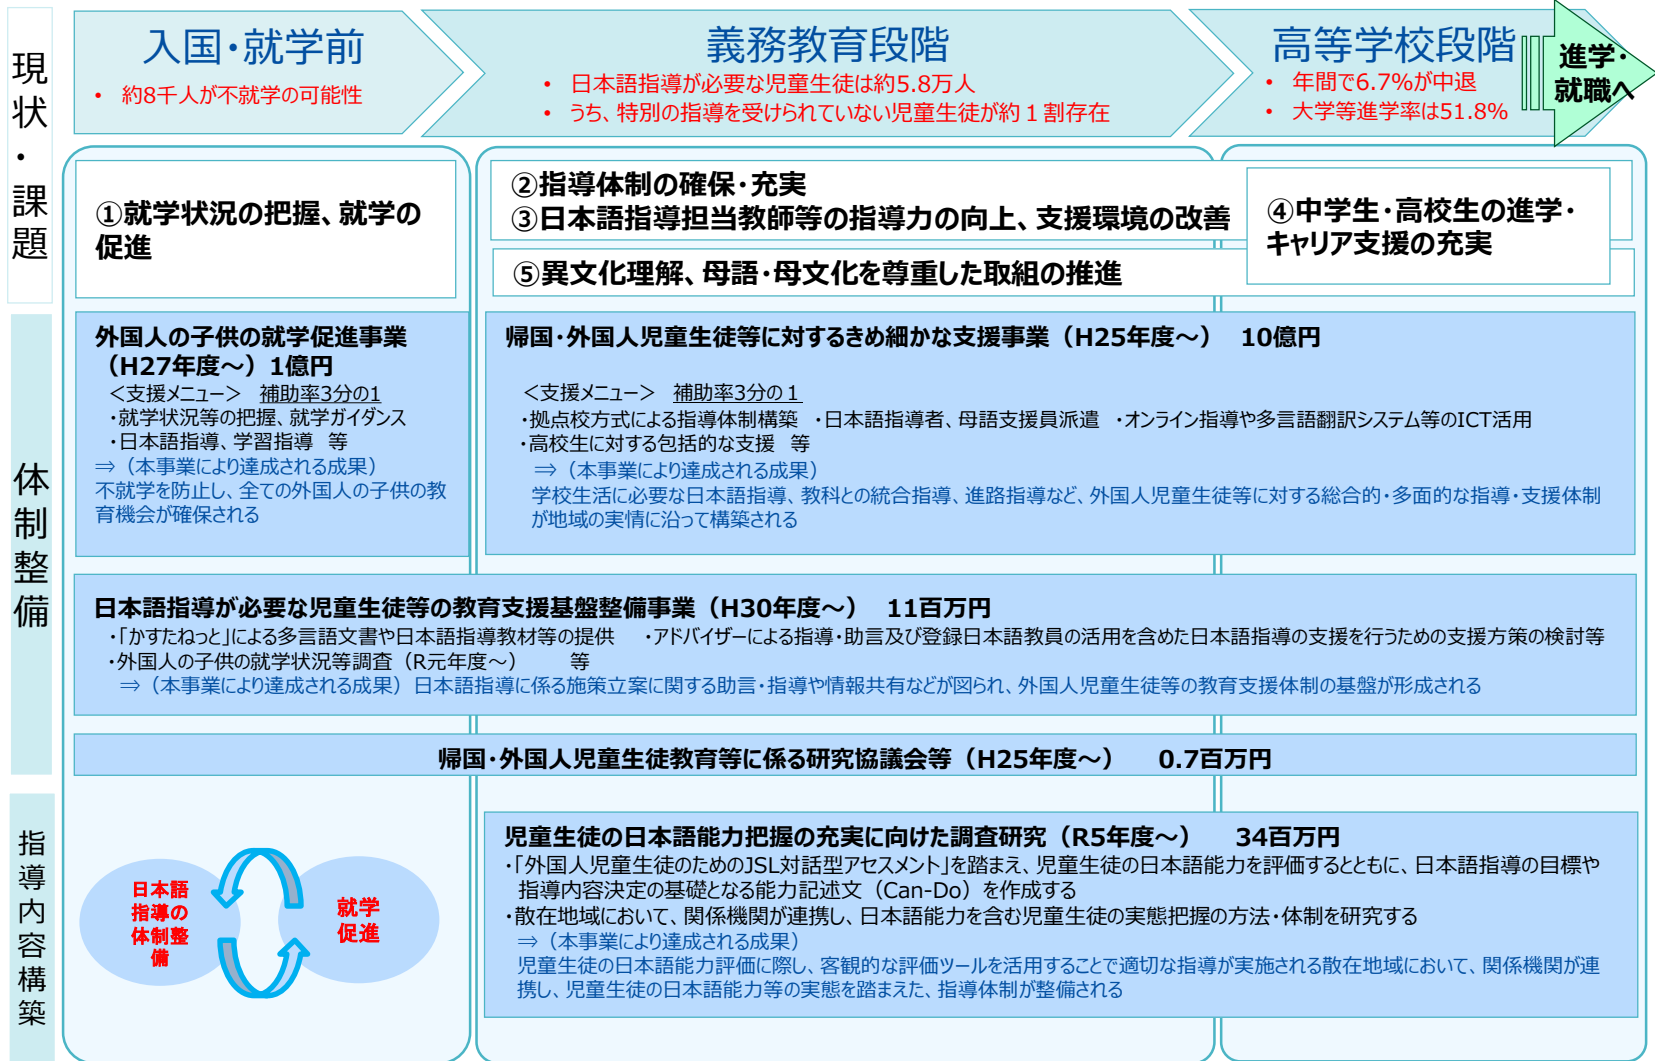 現状・課題
入国・就学前
• 約8千人が不就学の可能性
義務教育段階
• 日本語指導が必要な児童生徒は約5.8万人
• うち、特別の指導を受けられていない児童生徒が約１割存在
高等学校段階
• 年間で6.7%が中退
• 大学等進学率は51.8%
進学・
就職へ
①就学状況の把握、就学の
促進
②指導体制の確保・充実
③日本語指導担当教師等の指導力の向上、支援環境の改善
④中学生・高校生の進学・
キャリア支援の充実
⑤異文化理解、母語・母文化を尊重した取組の推進
体制整備
外国人の子供の就学促進事業
（H27年度～）1億円
＜支援メニュー＞　補助率3分の1
・就学状況等の把握、就学ガイダンス
・日本語指導、学習指導　等
⇒（本事業により達成される成果）
不就学を防止し、全ての外国人の子供の教
育機会が確保される
帰国・外国人児童生徒等に対するきめ細かな支援事業（H25年度～）　10億円
＜支援メニュー＞　補助率3分の１
・拠点校方式による指導体制構築　・日本語指導者、母語支援員派遣　・オンライン指導や多言語翻訳システム等のICT活用
・高校生に対する包括的な支援　等
⇒（本事業により達成される成果）
学校生活に必要な日本語指導、教科との統合指導、進路指導など、外国人児童生徒等に対する総合的・多面的な指導・支援体制
が地域の実情に沿って構築される
日本語指導が必要な児童生徒等の教育支援基盤整備事業（H30年度～）　11百万円
・「かすたねっと」による多言語文書や日本語指導教材等の提供　・アドバイザーによる指導・助言及び登録日本語教員の活用を含めた日本語指導の支援を行うための支援方策の検討等
・外国人の子供の就学状況等調査（R元年度～）　等
⇒（本事業により達成される成果）日本語指導に係る施策立案に関する助言・指導や情報共有などが図られ、外国人児童生徒等の教育支援体制の基盤が形成される
帰国・外国人児童生徒教育等に係る研究協議会等（H25年度～）　0.7百万円
指導内容構築
日本語
指導の
体制整
備
就学
促進
児童生徒の日本語能力把握の充実に向けた調査研究（R5年度～）　34百万円
・「外国人児童生徒のためのJSL対話型アセスメント」を踏まえ、児童生徒の日本語能力を評価するとともに、日本語指導の目標や
指導内容決定の基礎となる能力記述文（Can-Do）を作成する
・散在地域において、関係機関が連携し、日本語能力を含む児童生徒の実態把握の方法・体制を研究する
⇒（本事業により達成される成果）
児童生徒の日本語能力評価に際し、客観的な評価ツールを活用することで適切な指導が実施される散在地域において、関係機関が連
携し、児童生徒の日本語能力等の実態を踏まえた、指導体制が整備される